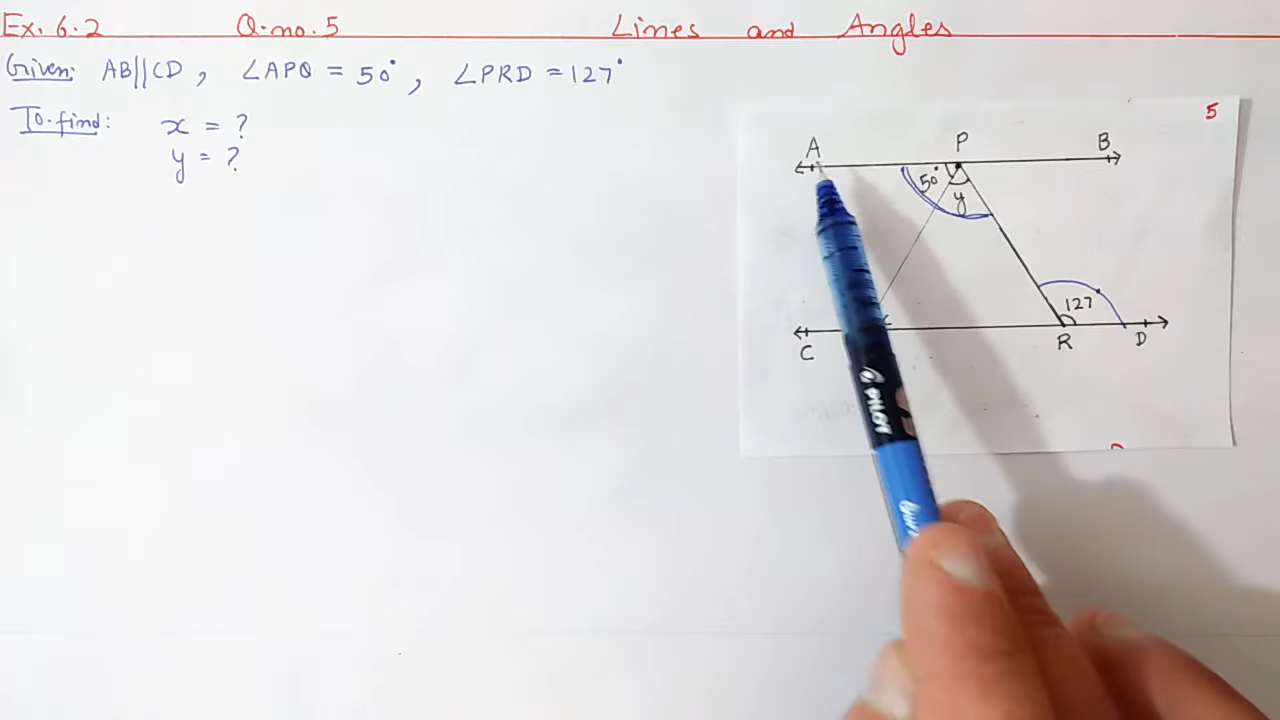 Ex. 6.2 Q.no.5 Lines and Angles
Given: AB||CD, ∠APQ = 50°, ∠PRD = 127°
To.find: x = ?
y = ?
5
A P B
50° y
127
C R D
PILOT